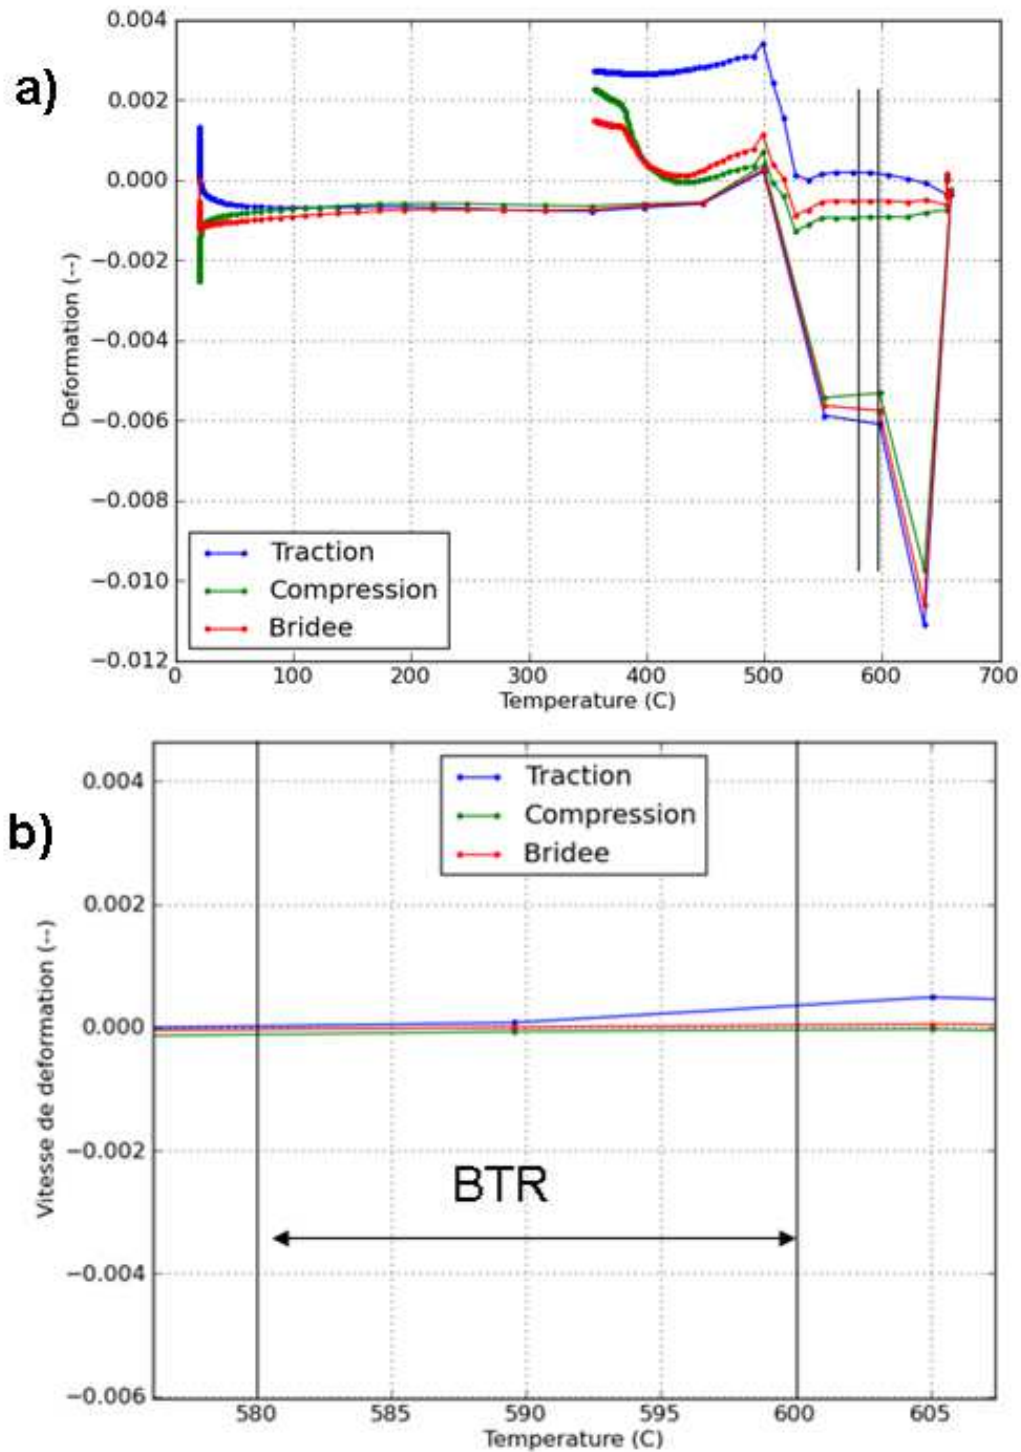 a)
0.004
0.002
0.000
−0.002
−0.004
−0.006
−0.008
−0.010
−0.012
Deformation (--)
Traction
Compression
Bridee
0 100 200 300 400 500 600 700
Temperature (C)
b)
0.004
0.002
0.000
−0.002
−0.004
−0.006
Vitesse de deformation (--)
Traction
Compression
Bridee
BTR
580 585 590 595 600 605
Temperature (C)